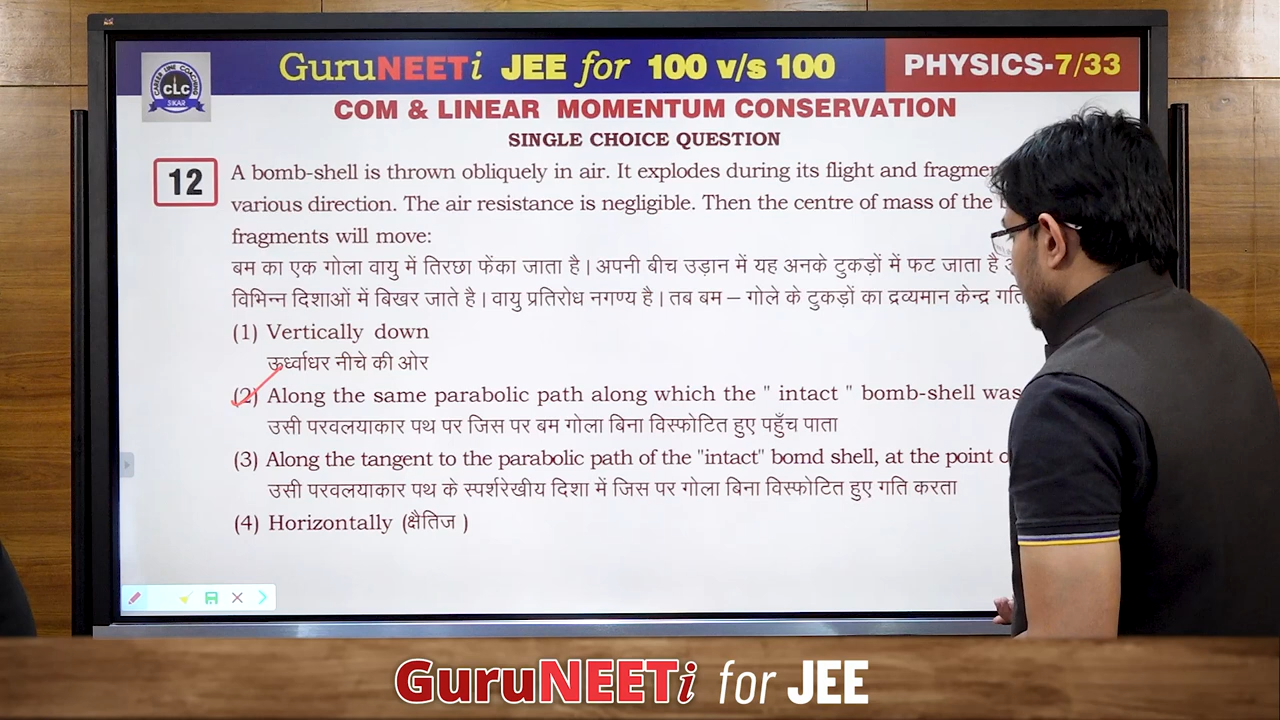 GuruNEETi JEE for 100 v/s 100
PHYSICS-7/33
CLC
SIKAR
COM & LINEAR MOMENTUM CONSERVATION
SINGLE CHOICE QUESTION
12
A bomb-shell is thrown obliquely in air. It explodes during its flight and
various direction. The air resistance is negligible. Then the centre of mass of the
fragments will move:
बम का एक गोला वायु में तिरछा फेंका जाता है। अपनी बीच उड़ान में यह अनके टुकड़ों में फट जाता है
विभिन्न दिशाओं में बिखर जाते है। वायु प्रतिरोध नगण्य है। तब बम – गोले के टुकड़ों का द्रव्यमान केन्द्र
(1) Vertically down
ऊर्ध्वाधर नीचे की ओर
(2) Along the same parabolic path along which the " intact " bomb-shell was
उसी परवलयाकार पथ पर जिस पर बम गोला बिना विस्फोटित हुए पहुँच पाता
(3) Along the tangent to the parabolic path of the "intact" bomd shell, at the point
उसी परवलयाकार पथ के स्पर्शरेखीय दिशा में जिस पर गोला बिना विस्फोटित हुए गति करता
(4) Horizontally (क्षैतिज )
GuruNEETi for JEE